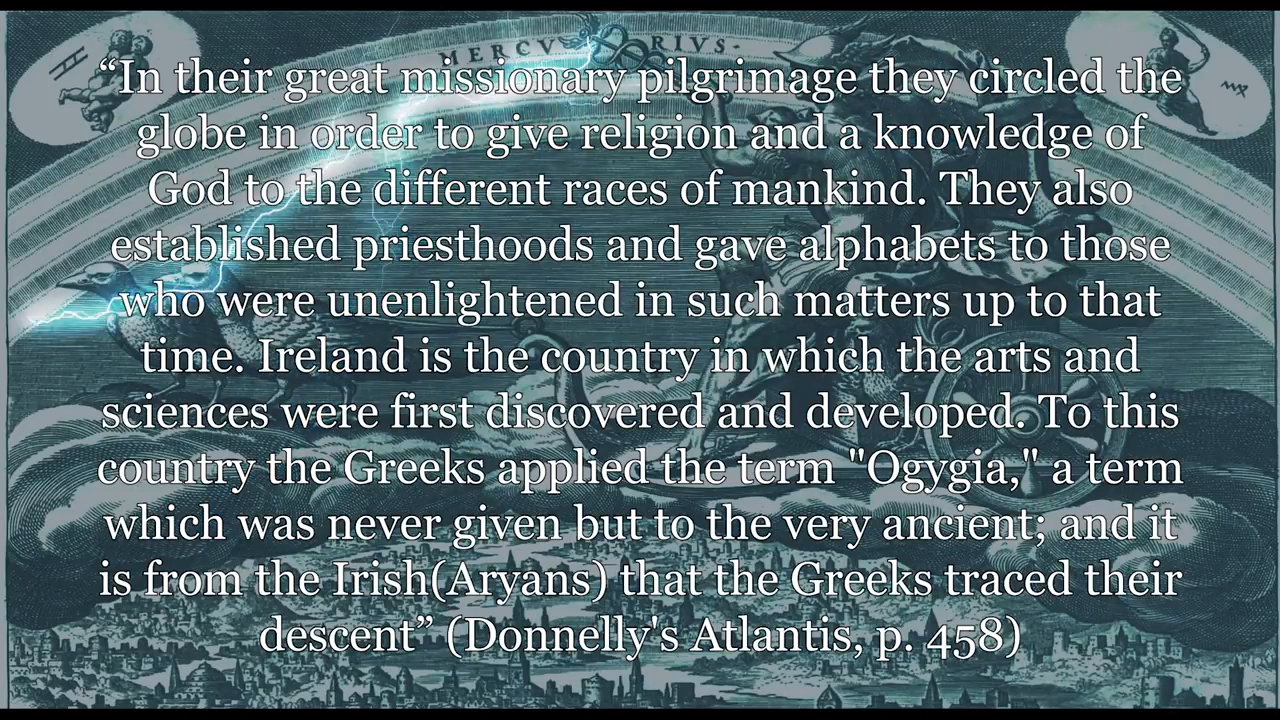 MERCVRIVS·
“In their great missionary pilgrimage they circled the
globe in order to give religion and a knowledge of
God to the different races of mankind. They also
established priesthoods and gave alphabets to those
who were unenlightened in such matters up to that
time. Ireland is the country in which the arts and
sciences were first discovered and developed. To this
country the Greeks applied the term "Ogygia," a term
which was never given but to the very ancient; and it
is from the Irish(Aryans) that the Greeks traced their
descent” (Donnelly's Atlantis, p. 458)